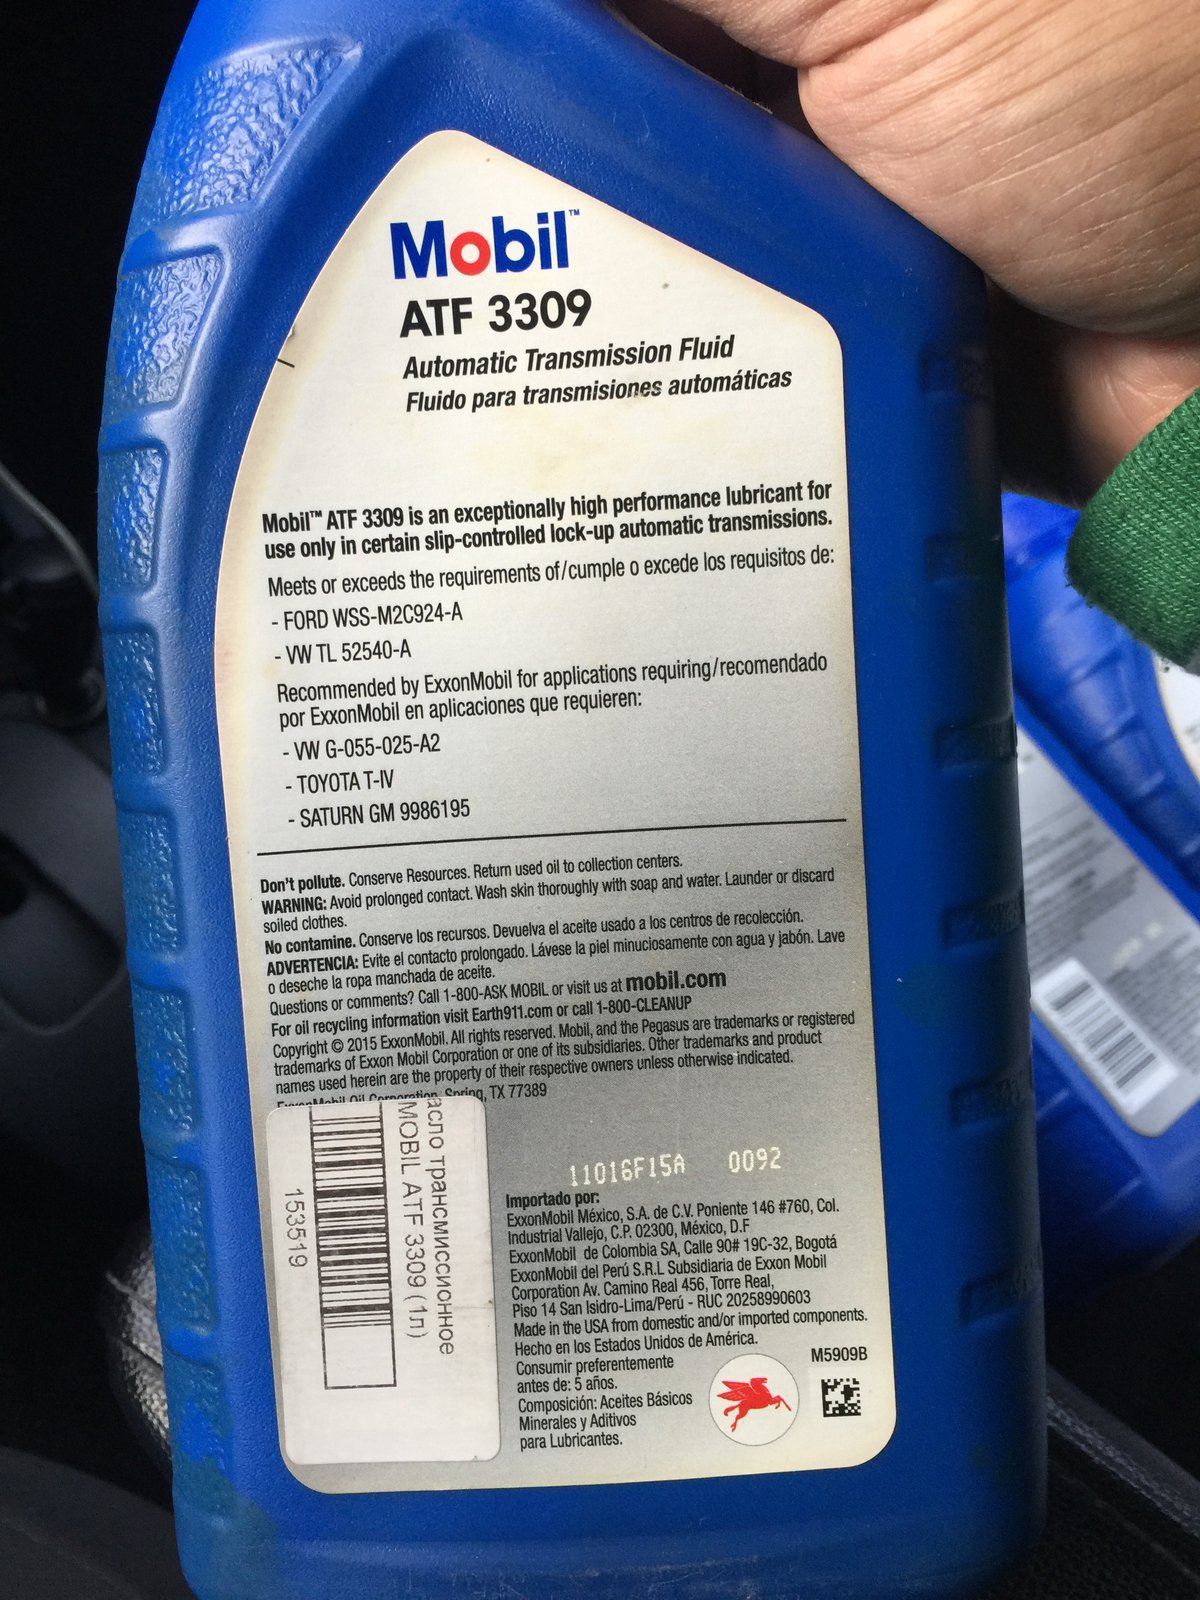 Mobil™
ATF 3309
Automatic Transmission Fluid
Fluido para transmisiones automáticas
Mobil™ ATF 3309 is an exceptionally high performance lubricant for
use only in certain slip-controlled lock-up automatic transmissions.
Meets or exceeds the requirements of/cumple o excede los requisitos de:
- FORD WSS-M2C924-A
- VW TL 52540-A
Recommended by ExxonMobil for applications requiring/recomendado
por ExxonMobil en aplicaciones que requieren:
- VW G-055-025-A2
- TOYOTA T-IV
- SATURN GM 9986195
Don't pollute. Conserve Resources. Return used oil to collection centers.
WARNING: Avoid prolonged contact. Wash skin thoroughly with soap and water. Launder or discard
soiled clothes.
No contamine. Conserve los recursos. Devuelva el aceite usado a los centros de recolección.
ADVERTENCIA: Evite el contacto prolongado. Lávese la piel minuciosamente con agua y jabón. Lave
o deseche la ropa manchada de aceite.
Questions or comments? Call 1-800-ASK MOBIL or visit us at mobil.com
For oil recycling information visit Earth911.com or call 1-800-CLEANUP
Copyright © 2015 ExxonMobil. All rights reserved. Mobil, and the Pegasus are trademarks or registered
trademarks of Exxon Mobil Corporation or one of its subsidiaries. Other trademarks and product
names used herein are the property of their respective owners unless otherwise indicated.
ExxonMobil Oil Corporation, Spring, TX 77389
асло трансмиссионное
MOBIL ATF 3309 (1л)
153519
11016F15A 0092
Importado por:
ExxonMobil México, S.A. de C.V. Poniente 146 #760, Col.
Industrial Vallejo, C.P. 02300, México, D.F
ExxonMobil de Colombia SA, Calle 90# 19C-32, Bogotá
ExxonMobil del Perú S.R.L Subsidiaria de Exxon Mobil
Corporation Av. Camino Real 456, Torre Real,
Piso 14 San Isidro-Lima/Perú - RUC 20258990603
Made in the USA from domestic and/or imported components.
Hecho en los Estados Unidos de América.
Consumir preferentemente
antes de: 5 años.
Composición: Aceites Básicos
Minerales y Aditivos
para Lubricantes.
M5909B